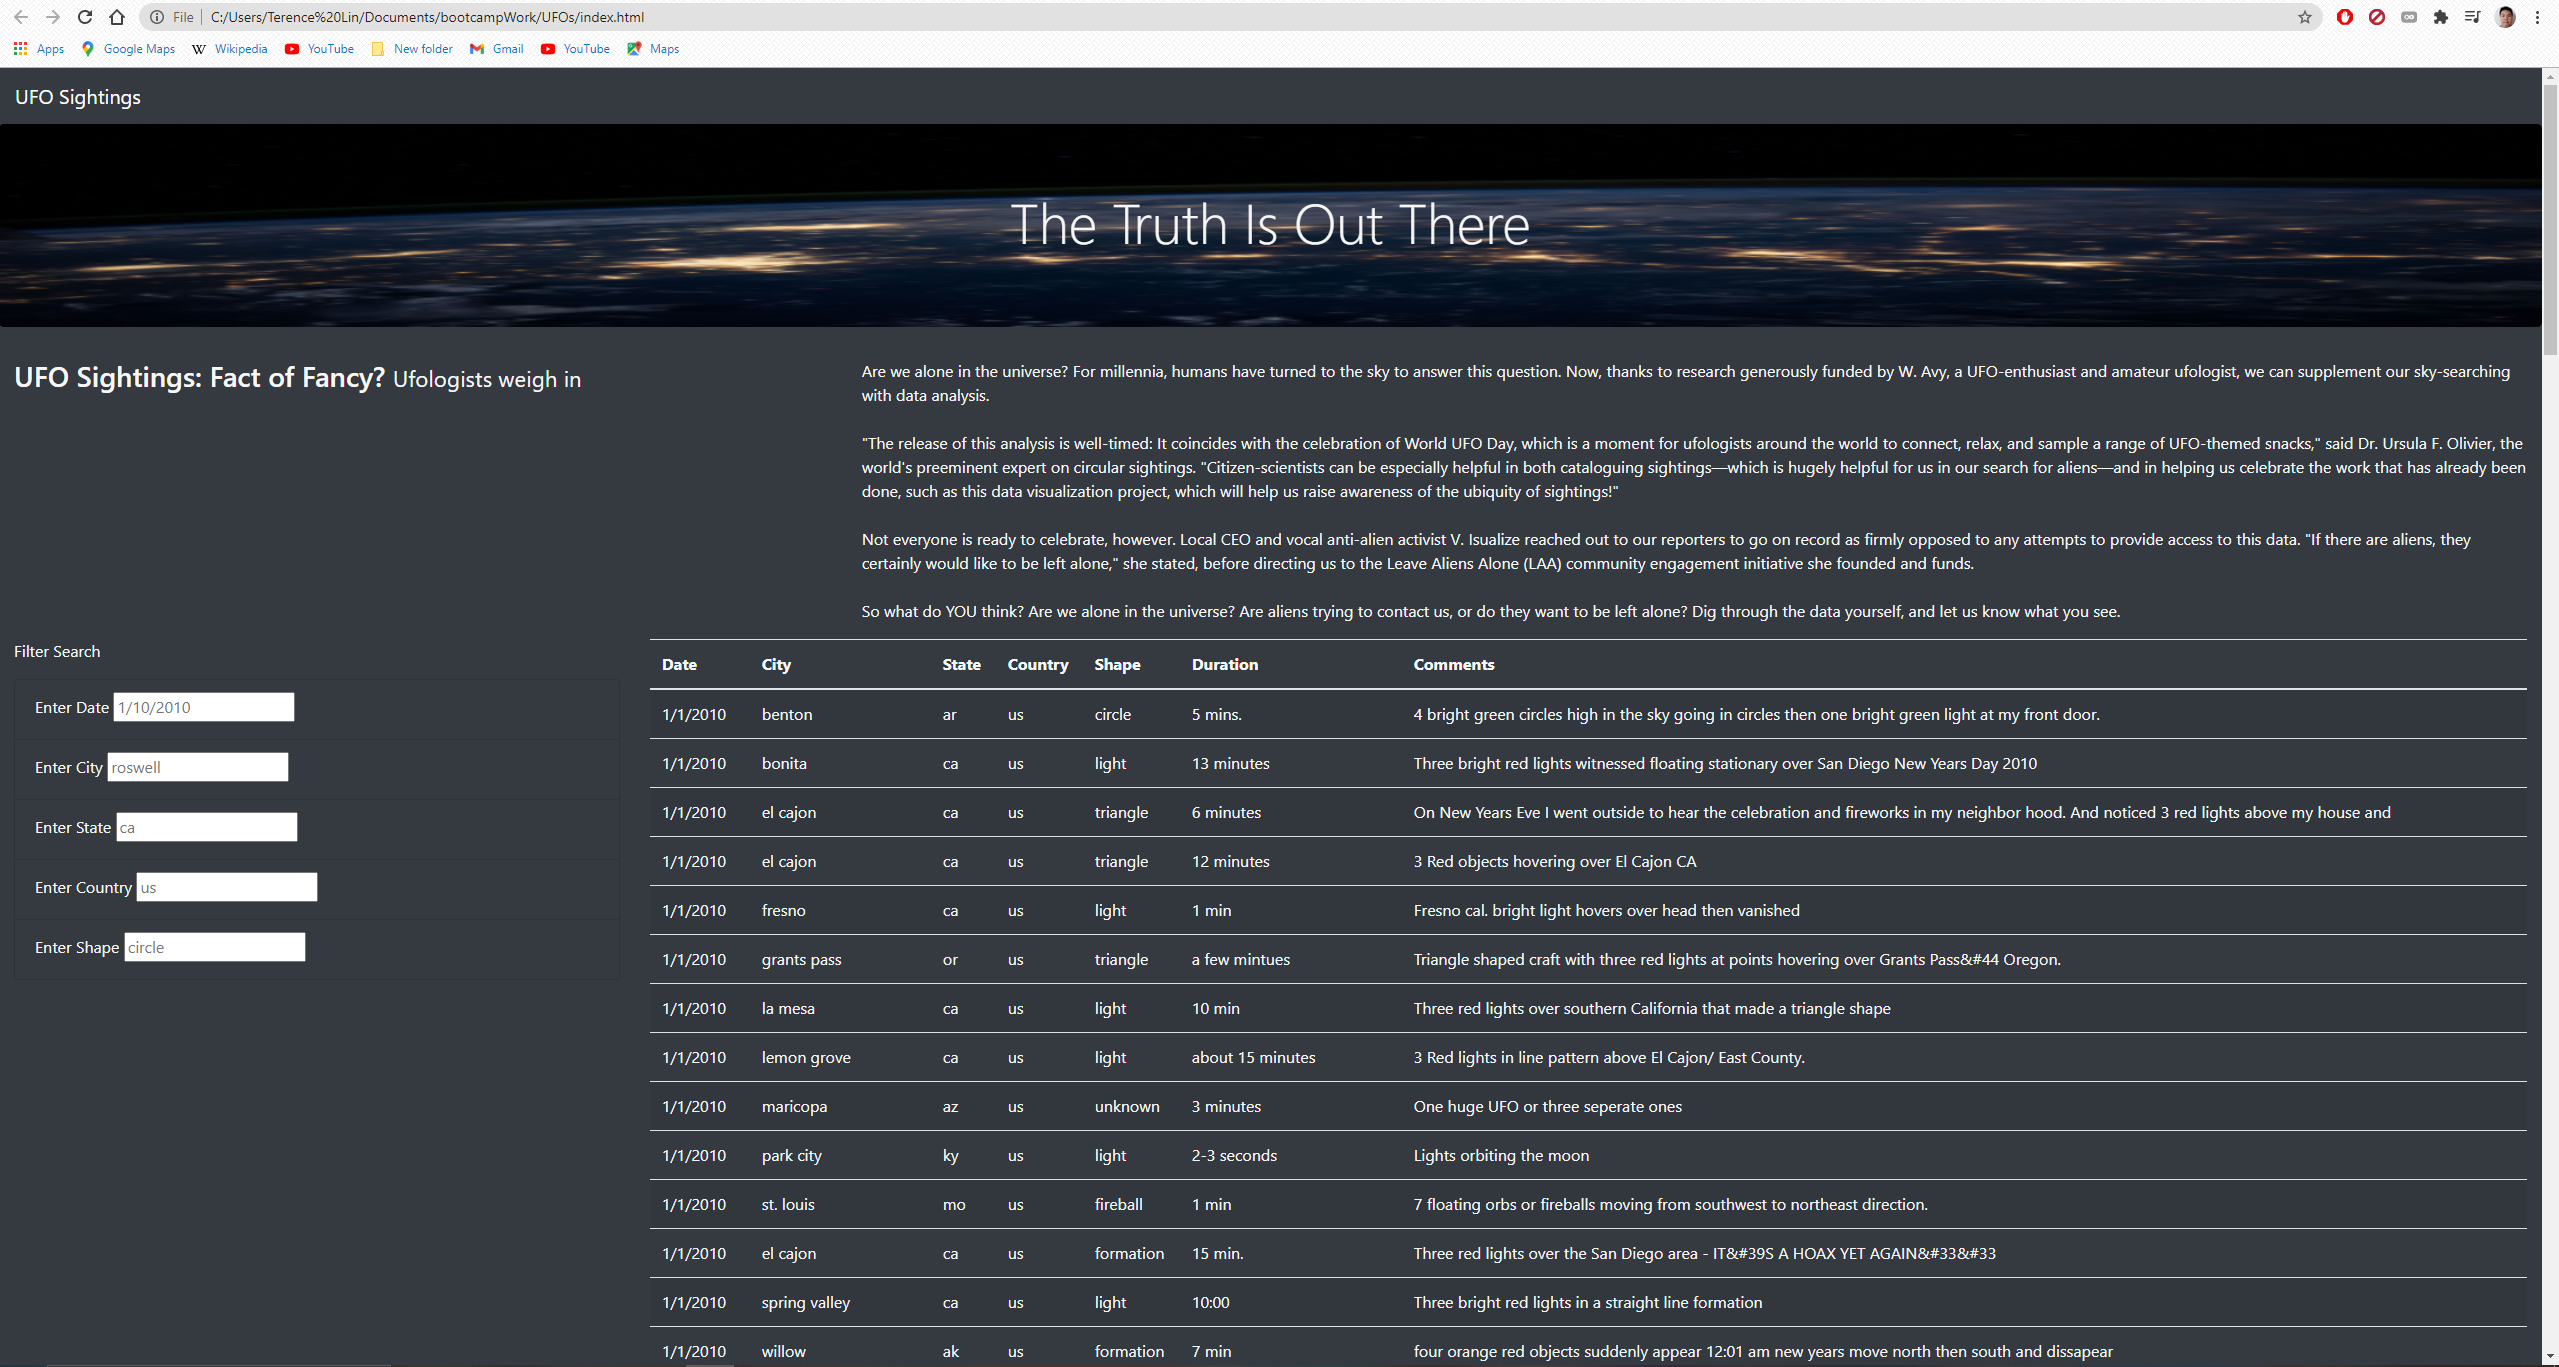 File C:/Users/Terence%20Lin/Documents/bootcampWork/UFOs/index.html
Apps Google Maps Wikipedia YouTube New folder Gmail YouTube Maps
UFO Sightings
The Truth Is Out There
UFO Sightings: Fact of Fancy? Ufologists weigh in
Are we alone in the universe? For millennia, humans have turned to the sky to answer this question. Now, thanks to research generously funded by W. Avy, a UFO-enthusiast and amateur ufologist, we can supplement our sky-searching
with data analysis.
"The release of this analysis is well-timed: It coincides with the celebration of World UFO Day, which is a moment for ufologists around the world to connect, relax, and sample a range of UFO-themed snacks," said Dr. Ursula F. Olivier, the
world's preeminent expert on circular sightings. "Citizen-scientists can be especially helpful in both cataloguing sightings—which is hugely helpful for us in our search for aliens—and in helping us celebrate the work that has already been
done, such as this data visualization project, which will help us raise awareness of the ubiquity of sightings!"
Not everyone is ready to celebrate, however. Local CEO and vocal anti-alien activist V. Isualize reached out to our reporters to go on record as firmly opposed to any attempts to provide access to this data. "If there are aliens, they
certainly would like to be left alone," she stated, before directing us to the Leave Aliens Alone (LAA) community engagement initiative she founded and funds.
So what do YOU think? Are we alone in the universe? Are aliens trying to contact us, or do they want to be left alone? Dig through the data yourself, and let us know what you see.
Filter Search
Enter Date 1/10/2010
Enter City roswell
Enter State ca
Enter Country us
Enter Shape circle
Date City State Country Shape Duration Comments
1/1/2010 benton ar us circle 5 mins. 4 bright green circles high in the sky going in circles then one bright green light at my front door.
1/1/2010 bonita ca us light 13 minutes Three bright red lights witnessed floating stationary over San Diego New Years Day 2010
1/1/2010 el cajon ca us triangle 6 minutes On New Years Eve I went outside to hear the celebration and fireworks in my neighbor hood. And noticed 3 red lights above my house and
1/1/2010 el cajon ca us triangle 12 minutes 3 Red objects hovering over El Cajon CA
1/1/2010 fresno ca us light 1 min Fresno cal. bright light hovers over head then vanished
1/1/2010 grants pass or us triangle a few mintues Triangle shaped craft with three red lights at points hovering over Grants Pass&#44 Oregon.
1/1/2010 la mesa ca us light 10 min Three red lights over southern California that made a triangle shape
1/1/2010 lemon grove ca us light about 15 minutes 3 Red lights in line pattern above El Cajon/ East County.
1/1/2010 maricopa az us unknown 3 minutes One huge UFO or three seperate ones
1/1/2010 park city ky us light 2-3 seconds Lights orbiting the moon
1/1/2010 st. louis mo us fireball 1 min 7 floating orbs or fireballs moving from southwest to northeast direction.
1/1/2010 el cajon ca us formation 15 min. Three red lights over the San Diego area - IT&#39S A HOAX YET AGAIN&#33&#33
1/1/2010 spring valley ca us light 10:00 Three bright red lights in a straight line formation
1/1/2010 willow ak us formation 7 min four orange red objects suddenly appear 12:01 am new years move north then south and dissapear